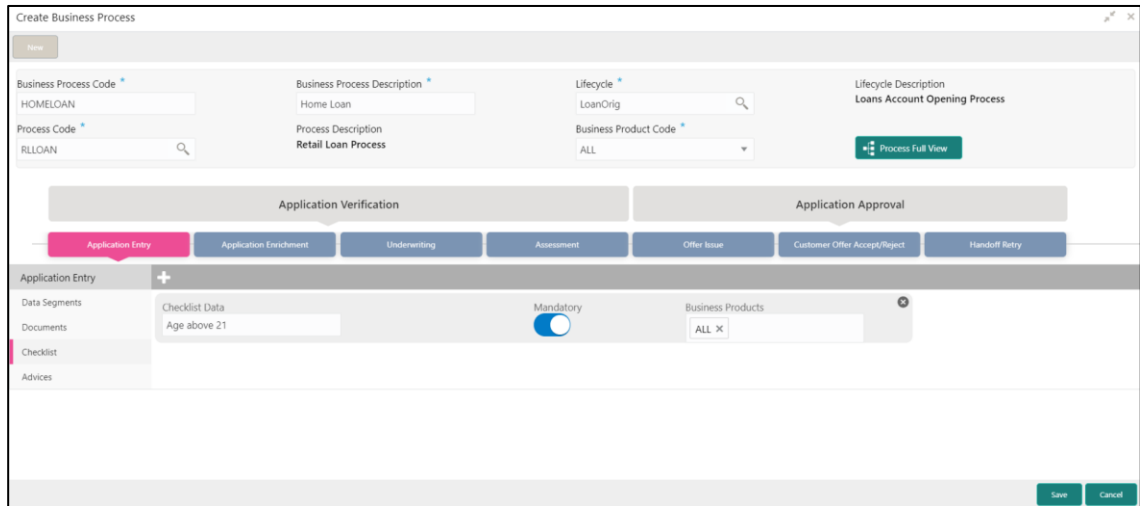 Create Business Process
New
Business Process Code *
Business Process Description *
Lifecycle *
Lifecycle Description
HOMELOAN
Home Loan
LoanOrig
Loans Account Opening Process
Process Code *
Process Description
Business Product Code *
RLLOAN
Retail Loan Process
ALL
Process Full View
Application Verification
Application Approval
Application Entry
Application Enrichment
Underwriting
Assessment
Offer Issue
Customer Offer Accept/Reject
Handoff Retry
Application Entry
Data Segments
Documents
Checklist
Advices
Checklist Data
Mandatory
Business Products
Age above 21
ALL ×
Save
Cancel